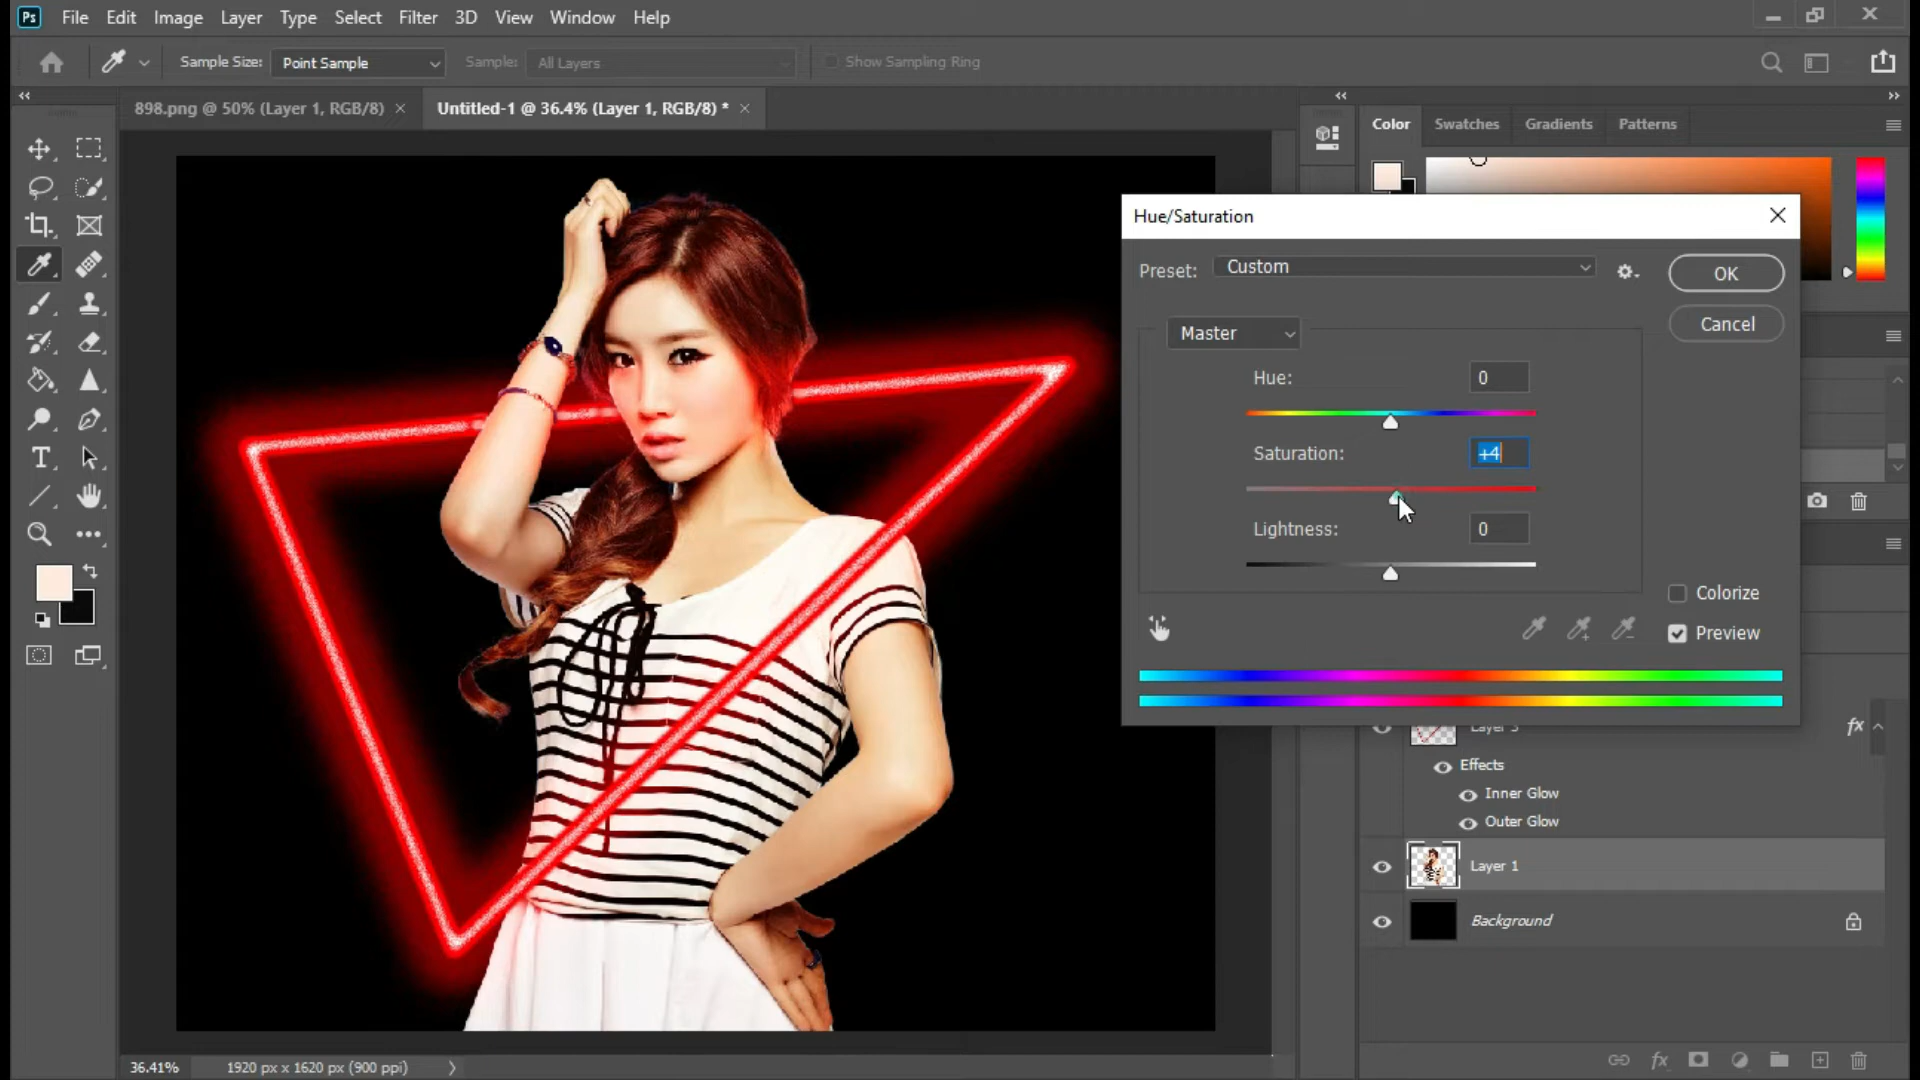 Ps File Edit Image Layer Type Select Filter 3D View Window Help
Sample Size: Point Sample Sample: All Layers Show Sampling Ring
898.png @ 50% (Layer 1, RGB/8) × Untitled-1 @ 36.4% (Layer 1, RGB/8) * ×
Color Swatches Gradients Patterns
Hue/Saturation
Preset: Custom
OK
Cancel
Master
Hue: 0
Saturation: +4
Lightness: 0
Colorize
Preview
fx
Effects
Inner Glow
Outer Glow
Layer 1
Background
36.41% 1920 px x 1620 px (900 ppi)
fx